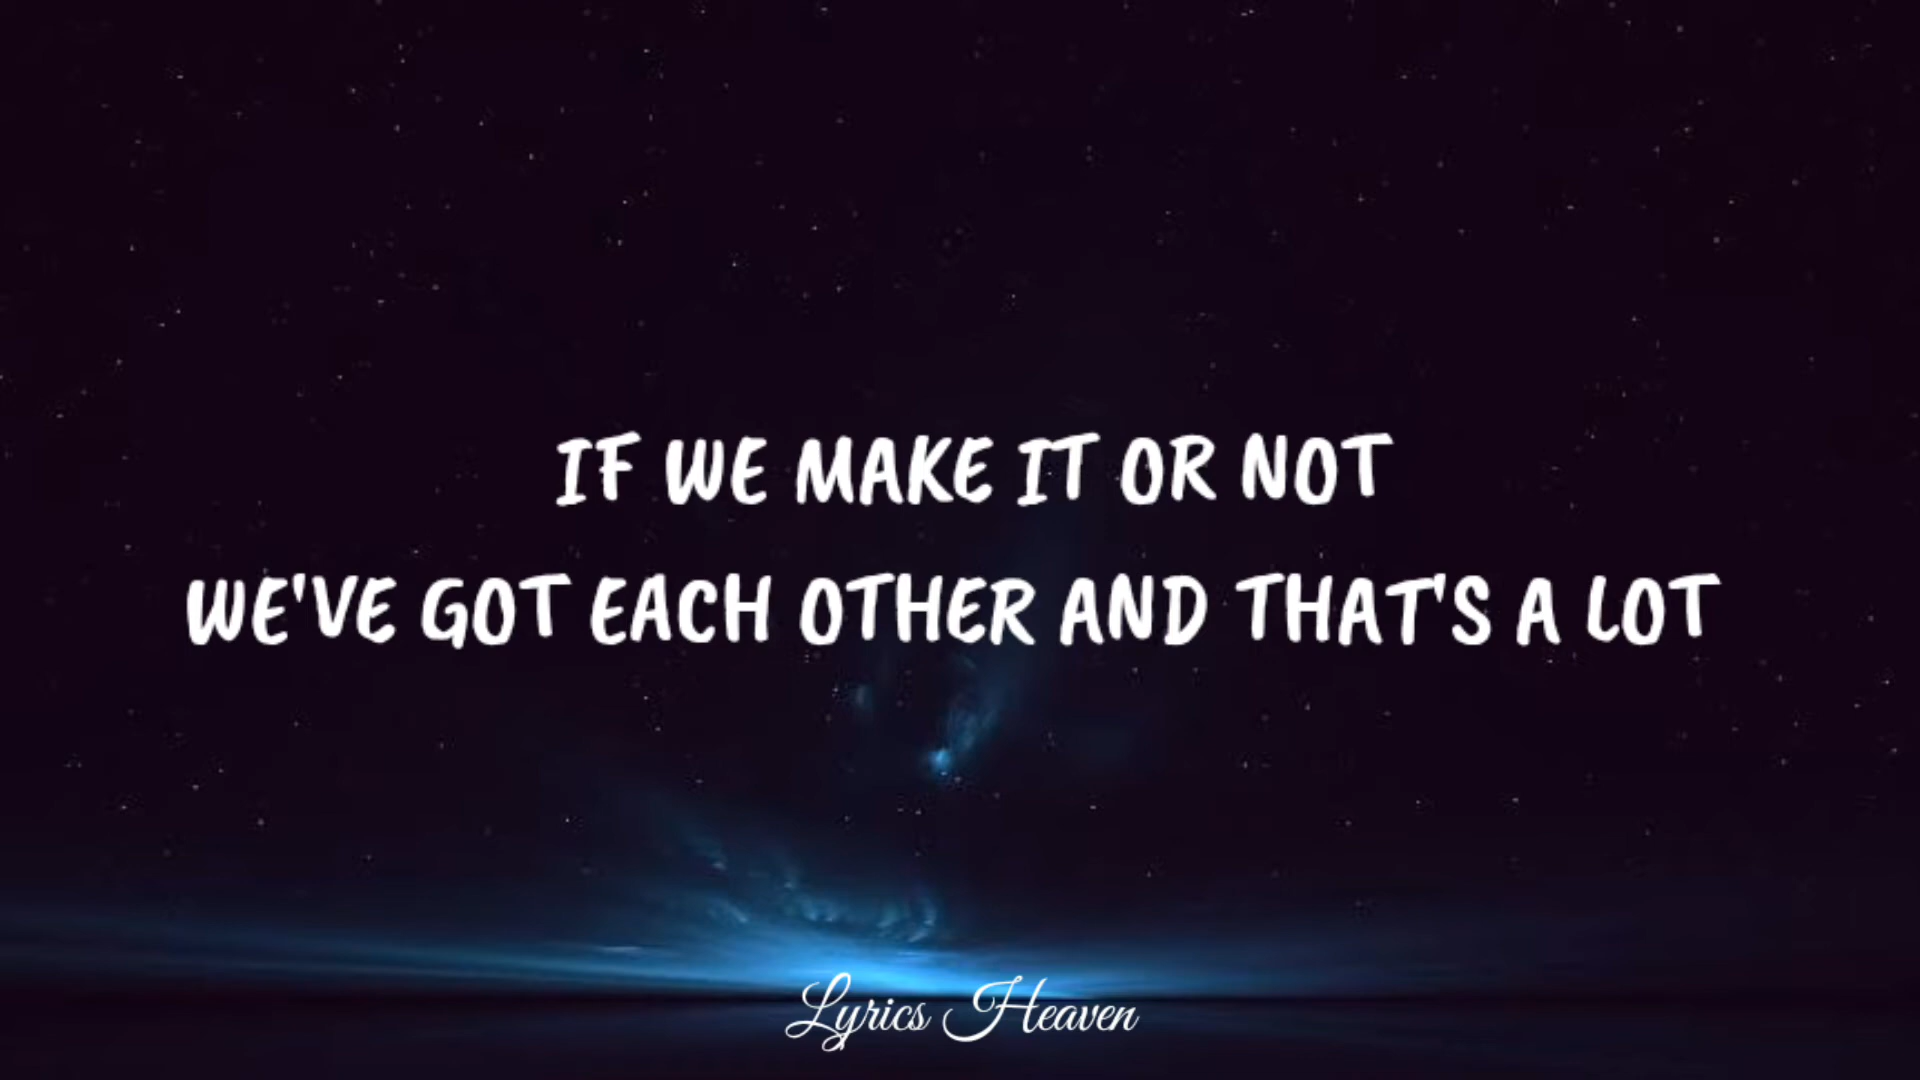 IF WE MAKE IT OR NOT
WE'VE GOT EACH OTHER AND THAT'S A LOT
Lyrics Heaven